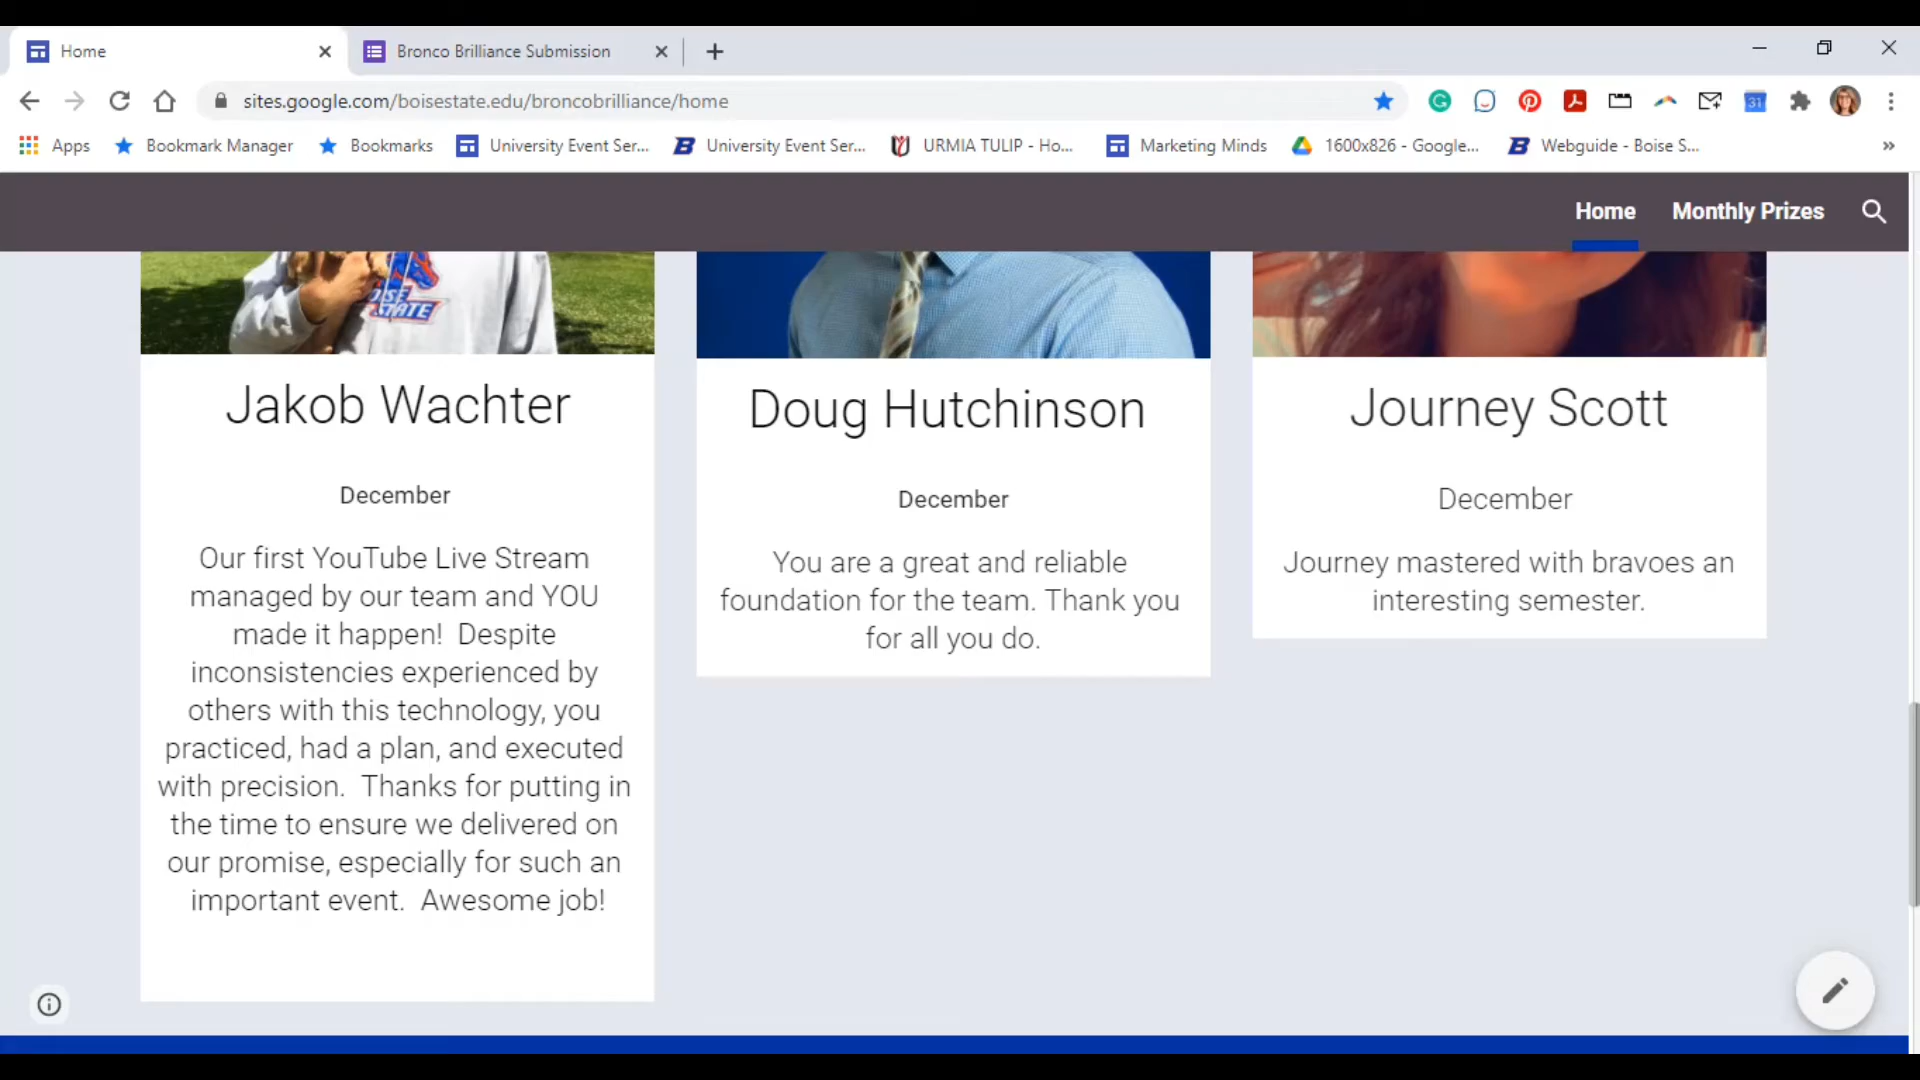 Home
Bronco Brilliance Submission
sites.google.com/boisestate.edu/broncobrilliance/home
31
Apps
Bookmark Manager
Bookmarks
University Event Ser...
University Event Ser...
URMIA TULIP - Ho...
Marketing Minds
1600x826 - Google...
Webguide - Boise S...
»
Home
Monthly Prizes
BOISE
STATE
Jakob Wachter
December
Our first YouTube Live Stream
managed by our team and YOU
made it happen!  Despite
inconsistencies experienced by
others with this technology, you
practiced, had a plan, and executed
with precision.  Thanks for putting in
the time to ensure we delivered on
our promise, especially for such an
important event.  Awesome job!
Doug Hutchinson
December
You are a great and reliable
foundation for the team. Thank you
for all you do.
Journey Scott
December
Journey mastered with bravoes an
interesting semester.